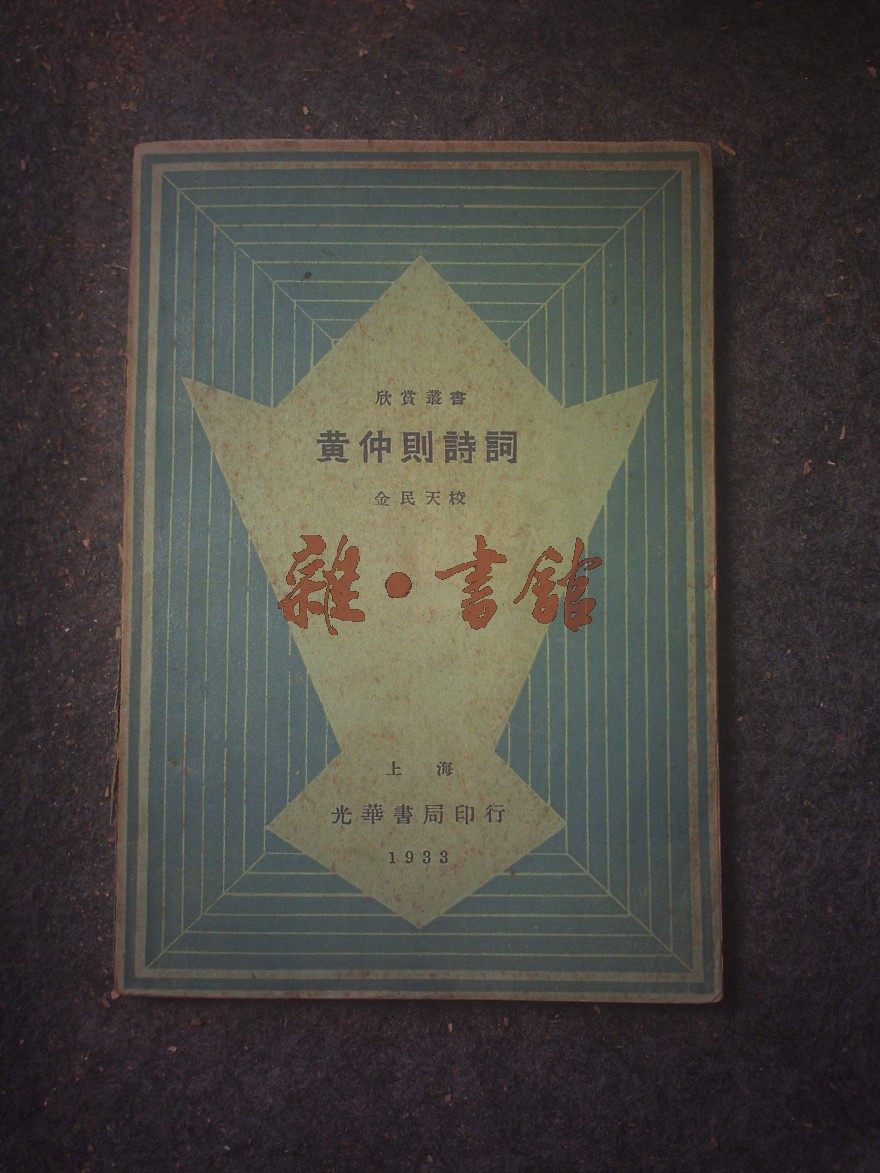 欣賞叢書
黄仲則詩詞
金民天校
雜·書館
上海
光華書局印行
1933